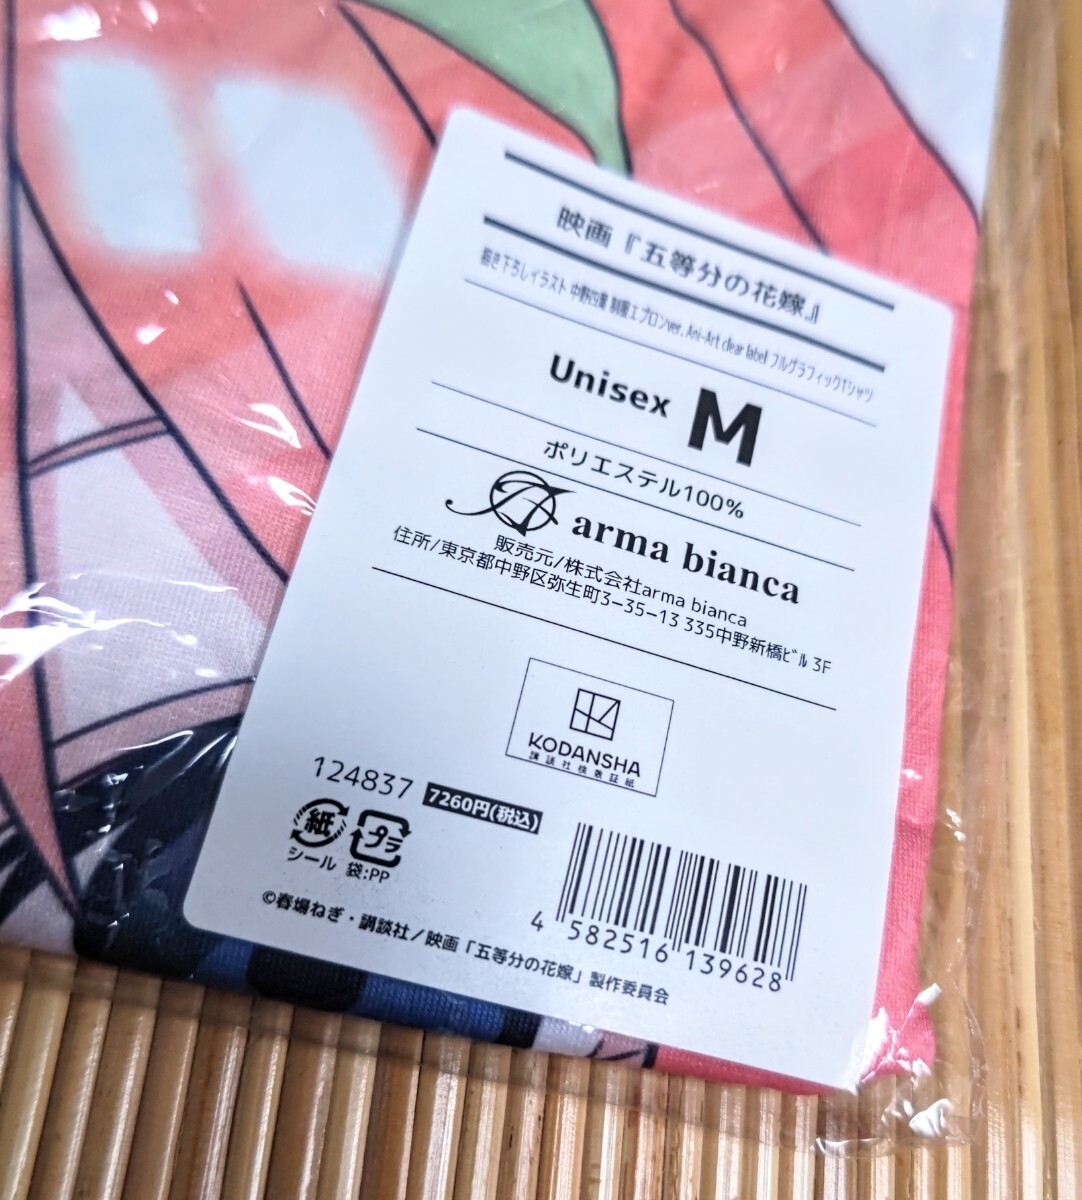 映画『五等分の花嫁』
描き下ろしイラスト 中野四葉 制服エプロンver. Ani-Art clear label フルグラフィックTシャツ
Unisex M
ポリエステル100%
arma bianca
販売元/株式会社arma bianca
住所/東京都中野区弥生町3-35-13 335中野新橋ビル 3F
KODANSHA
講談社検着証紙
124837
7260円(税込)
紙 プラ
シール 袋:PP
4 582516 139628
©春場ねぎ・講談社/映画「五等分の花嫁」製作委員会